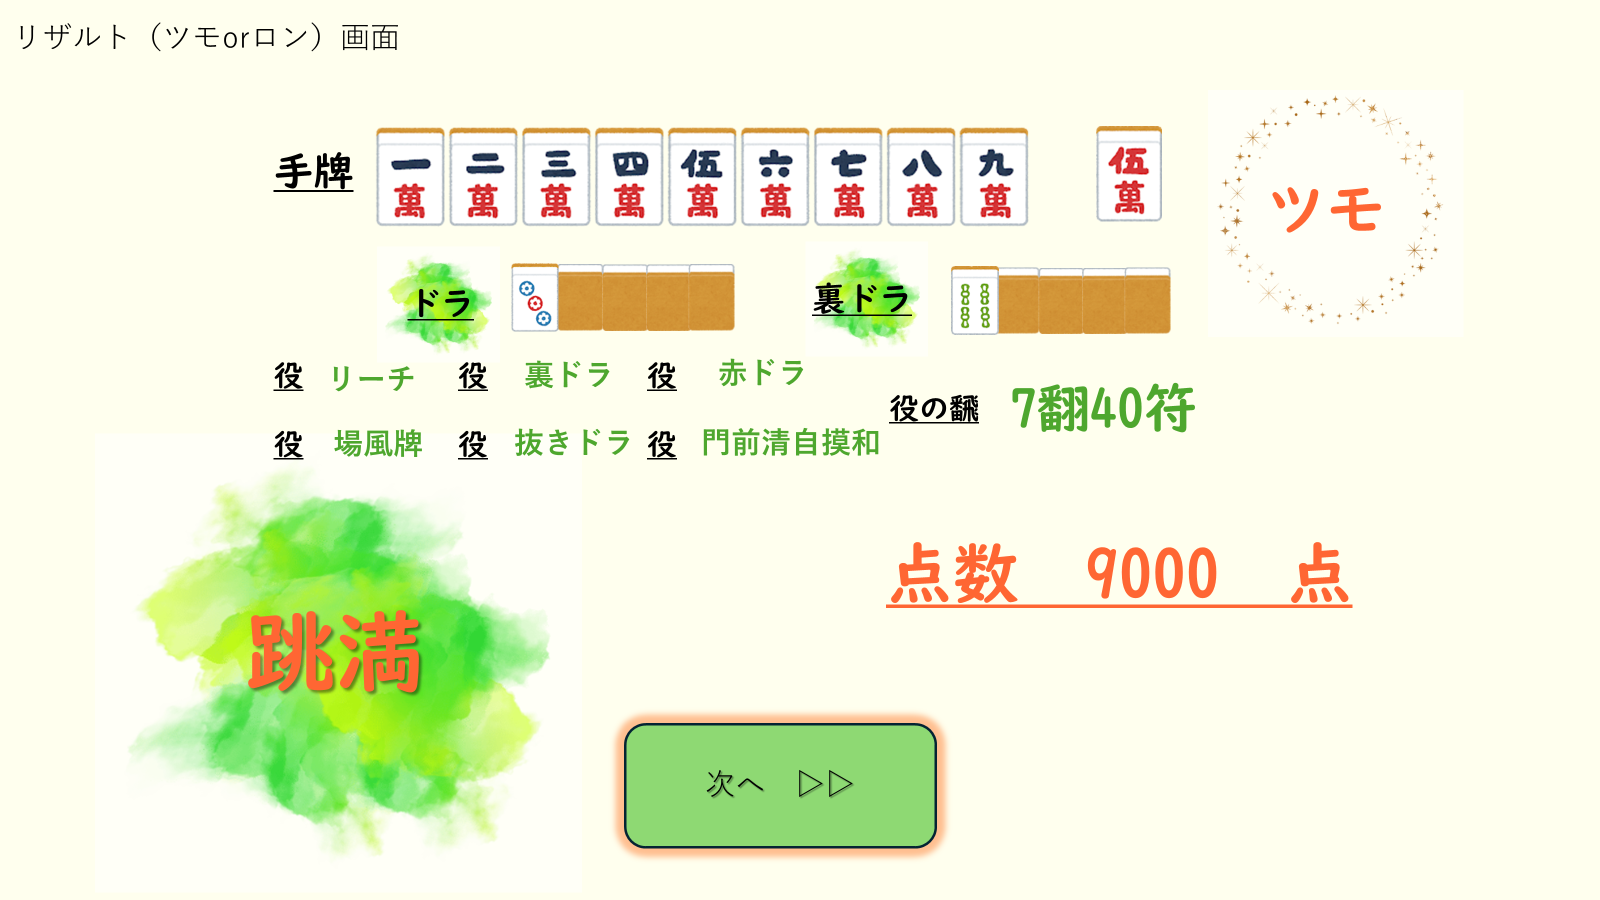 リザルト（ツモorロン）画面
手牌
一萬 二萬 三萬 四萬 伍萬 六萬 七萬 八萬 九萬 伍萬
ツモ
ドラ
裏ドラ
役 リーチ 役 裏ドラ 役 赤ドラ
役の飜 7翻40符
役 場風牌 役 抜きドラ 役 門前清自摸和
点数 9000 点
跳満
次へ ▷▷